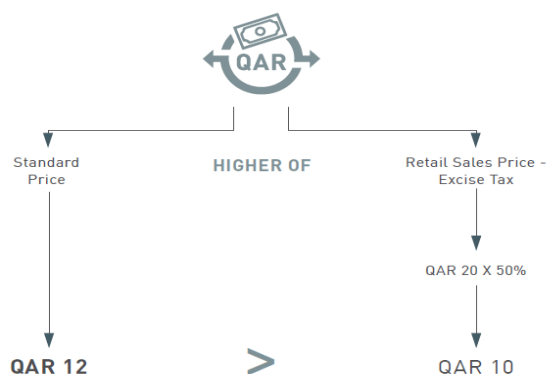 QAR
Standard
Price
HIGHER OF
Retail Sales Price -
Excise Tax
QAR 20 X 50%
QAR 12
>
QAR 10